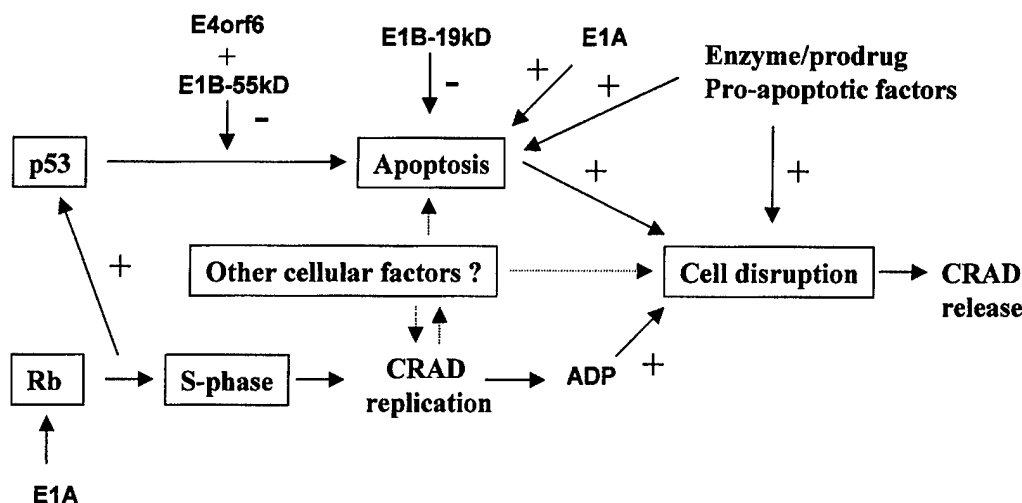 E4orf6
+
E1B-55kD
-
E1B-19kD
-
E1A
+
+
Enzyme/prodrug
Pro-apoptotic factors
p53
Apoptosis
+
+
+
Other cellular factors ?
Cell disruption
CRAD
release
Rb
S-phase
CRAD
replication
ADP
+
E1A